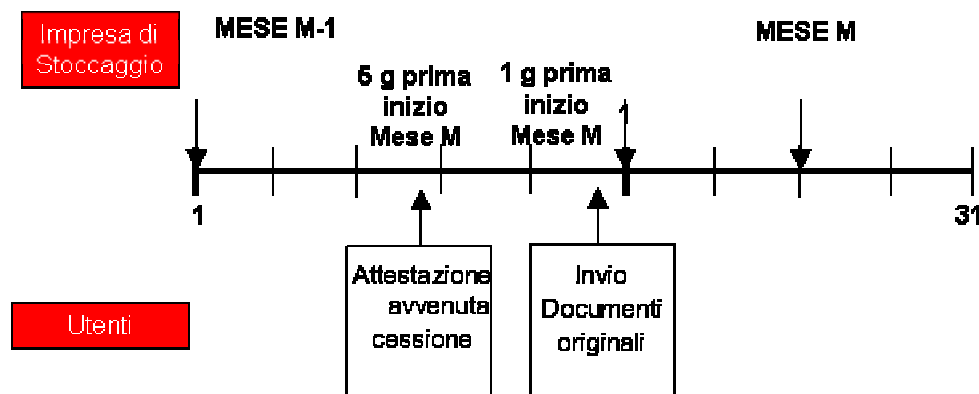 Impresa di
Stoccaggio
MESE M-1
MESE M
5 g prima
inizio
Mese M
1 g prima
inizio
Mese M
1
1
31
Attestazione
avvenuta
cessione
Invio
Documenti
originali
Utenti